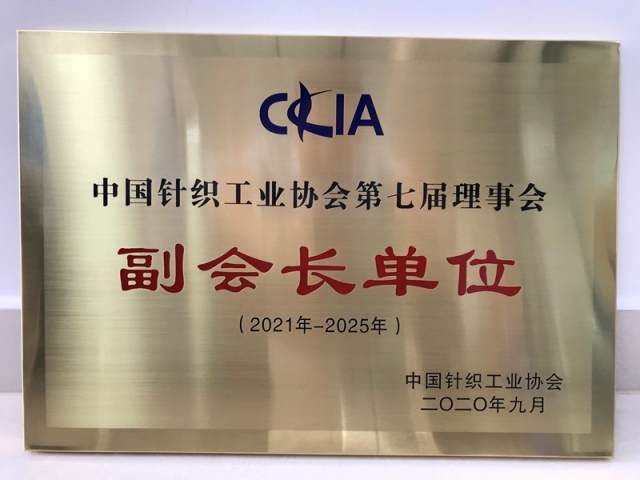 CKIA
中国针织工业协会第七届理事会
副会长单位
（2021年-2025年）
中国针织工业协会
二〇二〇年九月